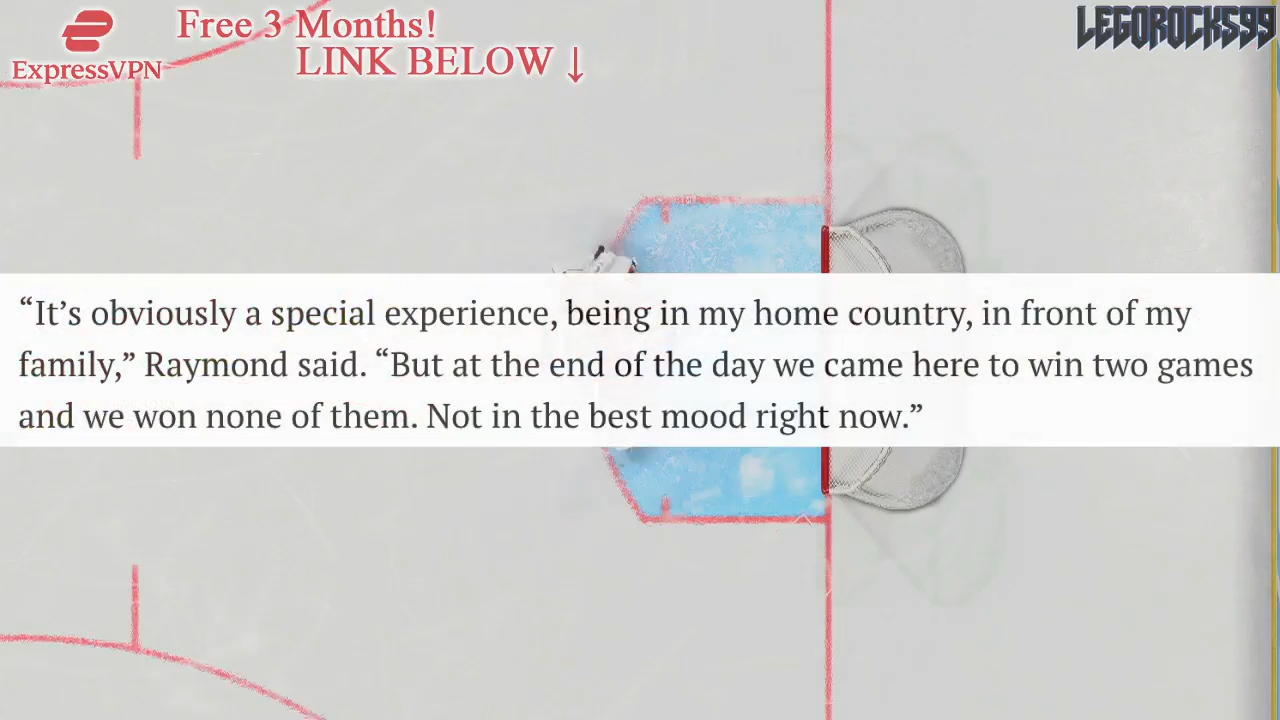 Free 3 Months!
LINK BELOW ↓
ExpressVPN
LEGOROCKS99
“It’s obviously a special experience, being in my home country, in front of my
family,” Raymond said. “But at the end of the day we came here to win two games
and we won none of them. Not in the best mood right now.”